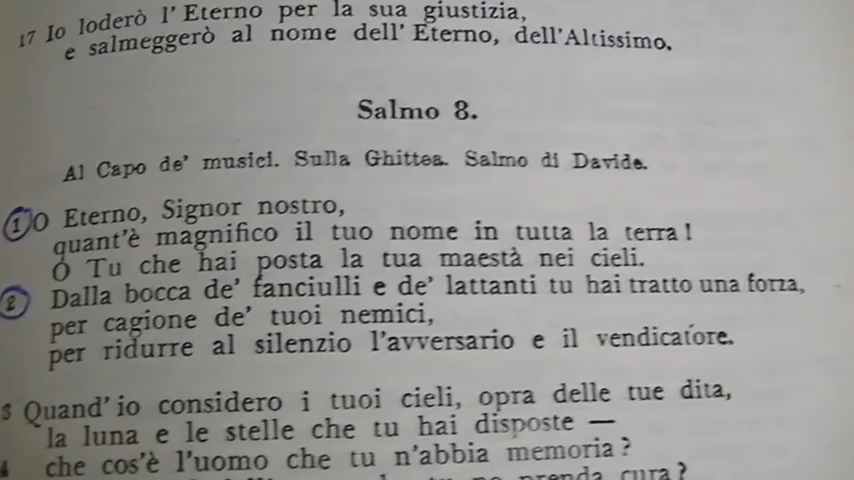 17 Io loderò l'Eterno per la sua giustizia,
e salmeggerò al nome dell'Eterno, dell'Altissimo.
Salmo 8.
Al Capo de' musici. Sulla Ghittea. Salmo di Davide.
1 O Eterno, Signor nostro,
quant'è magnifico il tuo nome in tutta la terra!
O Tu che hai posta la tua maestà nei cieli.
2 Dalla bocca de' fanciulli e de' lattanti tu hai tratto una forza,
per cagione de' tuoi nemici,
per ridurre al silenzio l'avversario e il vendicatore.
3 Quand'io considero i tuoi cieli, opra delle tue dita,
la luna e le stelle che tu hai disposte —
4 che cos'è l'uomo che tu n'abbia memoria?
prenda cura?